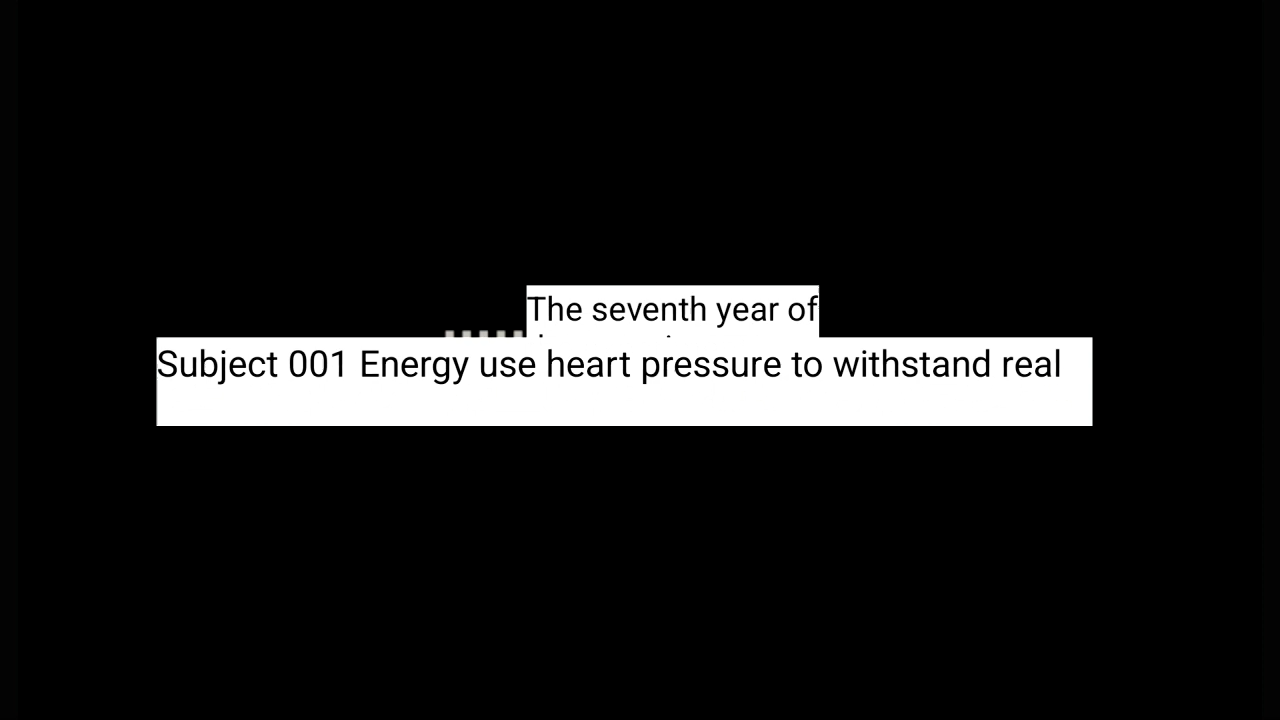 The seventh year of
Subject 001 Energy use heart pressure to withstand real